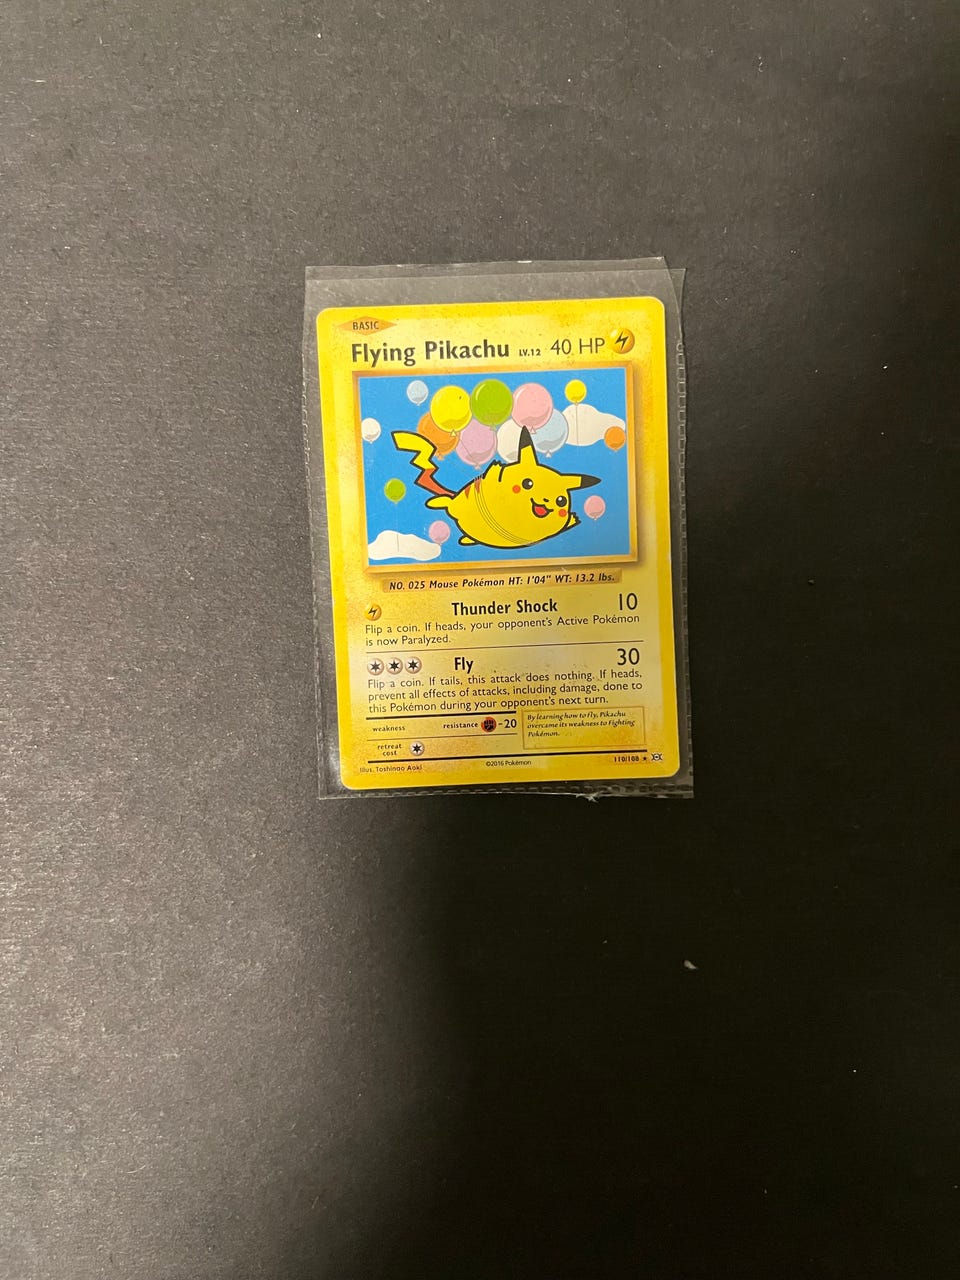 BASIC
Flying Pikachu LV.12 40 HP
NO. 025 Mouse Pokémon HT: 1'04" WT: 13.2 lbs.
Thunder Shock 10
Flip a coin. If heads, your opponent's Active Pokémon
is now Paralyzed.
Fly 30
Flip a coin. If tails, this attack does nothing. If heads,
prevent all effects of attacks, including damage, done to
this Pokémon during your opponent's next turn.
weakness resistance -20
retreat
cost
By learning how to fly, Pikachu
overcame its weakness to Fighting
Pokémon.
Illus. Toshinao Aoki ©2016 Pokémon 110/108 ★